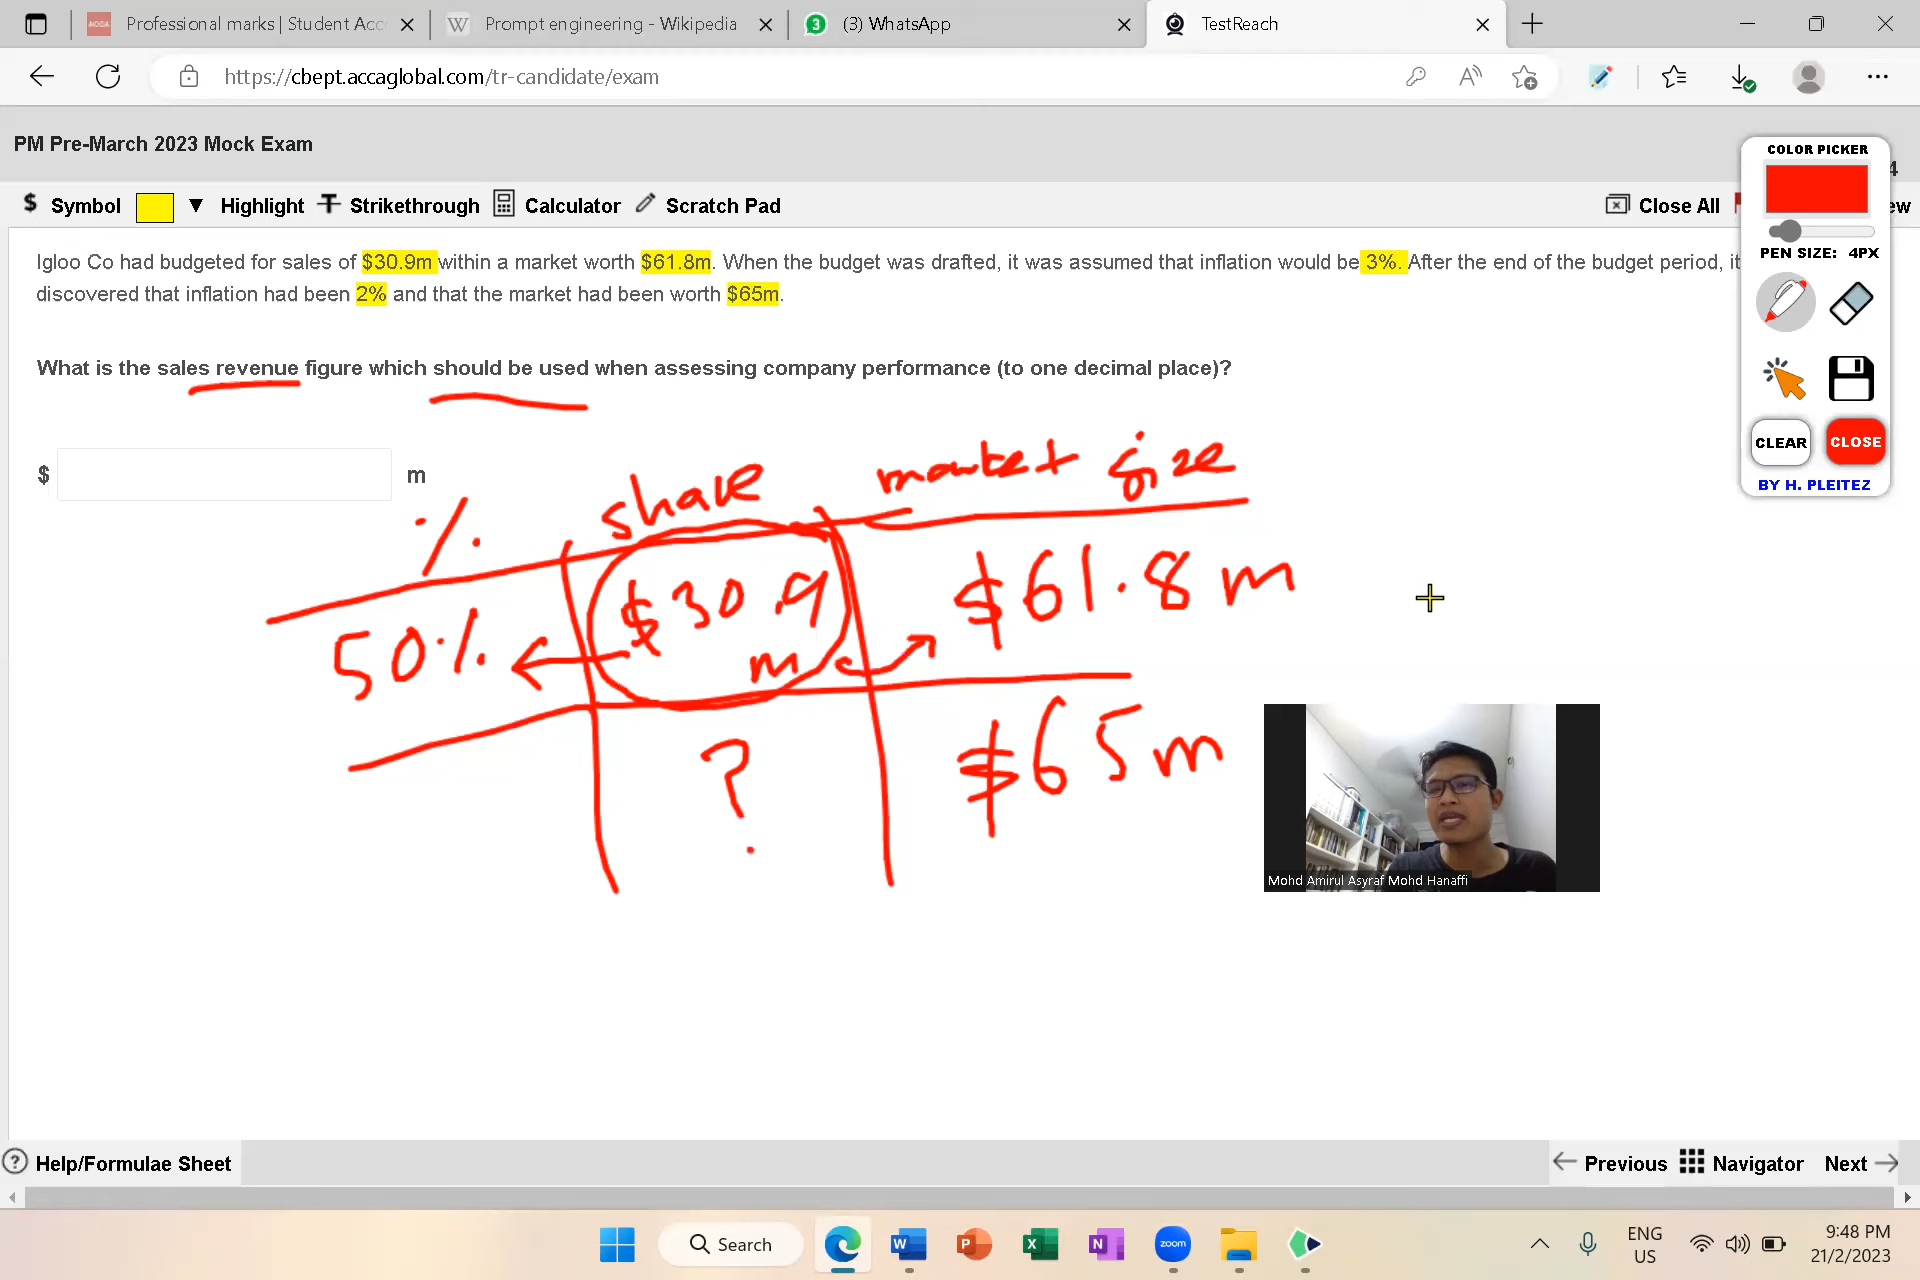 Professional marks | Student Acc
Prompt engineering - Wikipedia
3
(3) WhatsApp
TestReach
https://cbept.accaglobal.com/tr-candidate/exam
PM Pre-March 2023 Mock Exam
4
$ Symbol
Highlight
Strikethrough
Calculator
Scratch Pad
Close All
ew
COLOR PICKER
PEN SIZE: 4PX
CLEAR
CLOSE
BY H. PLEITEZ
Igloo Co had budgeted for sales of $30.9m within a market worth $61.8m. When the budget was drafted, it was assumed that inflation would be 3%. After the end of the budget period, it
discovered that inflation had been 2% and that the market had been worth $65m.
What is the sales revenue figure which should be used when assessing company performance (to one decimal place)?
$ m
% share market size
50% $30.9 m $61.8 m
? $65 m
Mohd Amirul Asyraf Mohd Hanaffi
Help/Formulae Sheet
Previous
Navigator
Next
Search
zoom
ENG
US
9:48 PM
21/2/2023